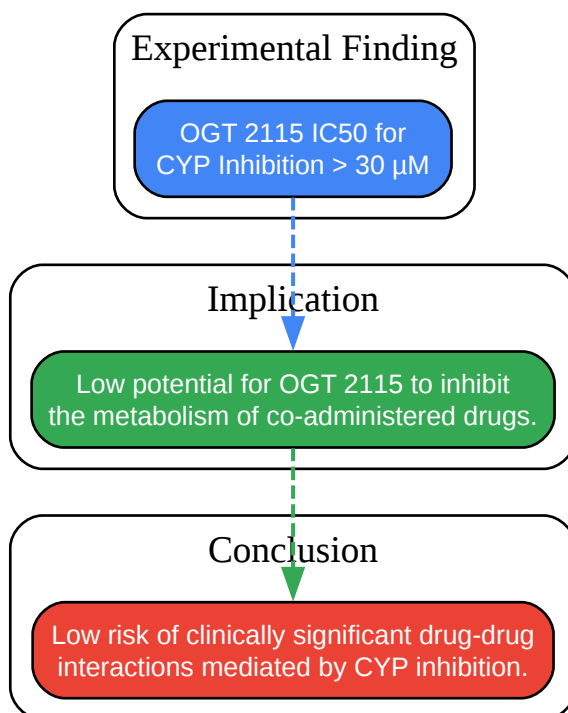 Experimental Finding
OGT 2115 IC50 for
CYP Inhibition > 30 µM
Implication
Low potential for OGT 2115 to inhibit
the metabolism of co-administered drugs.
Conclusion
Low risk of clinically significant drug-drug
interactions mediated by CYP inhibition.